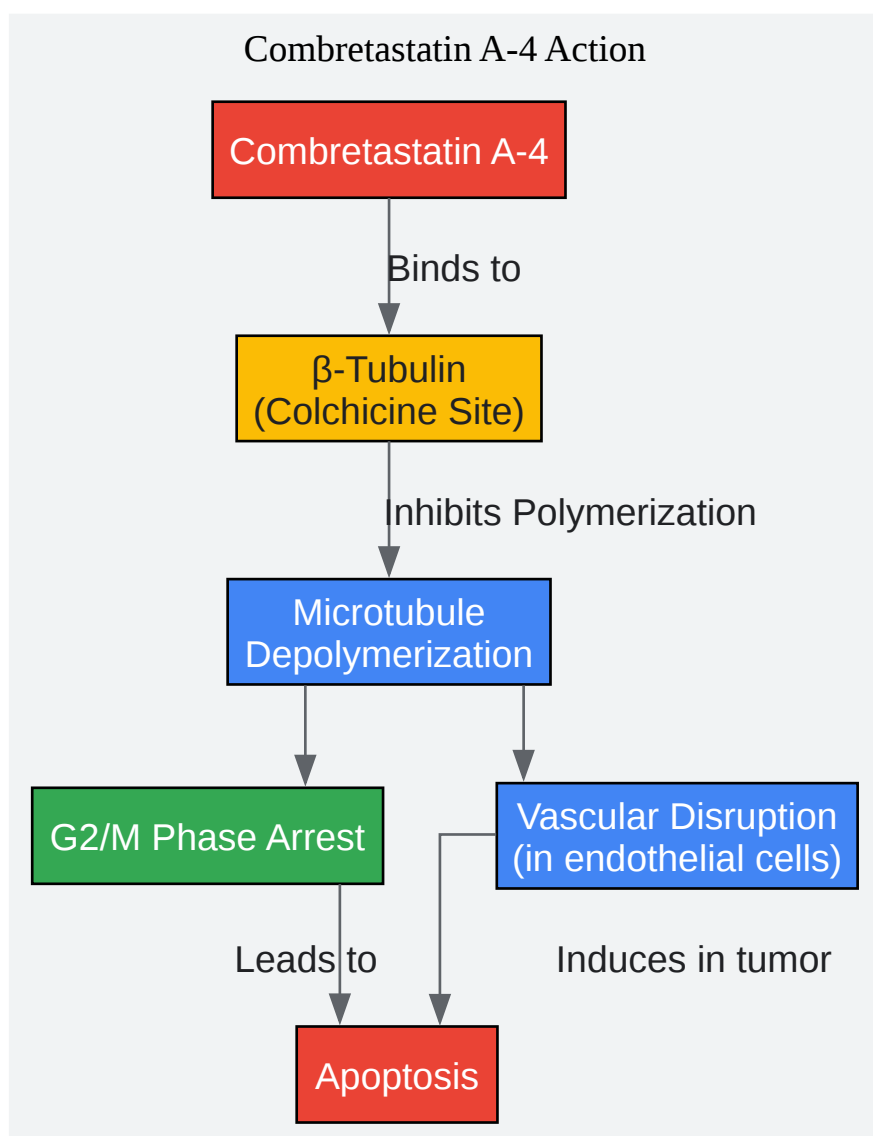 Combretastatin A-4 Action
Combretastatin A-4
Binds to
β-Tubulin
(Colchicine Site)
Inhibits Polymerization
Microtubule
Depolymerization
G2/M Phase Arrest
Vascular Disruption
(in endothelial cells)
Leads to
Induces in tumor
Apoptosis